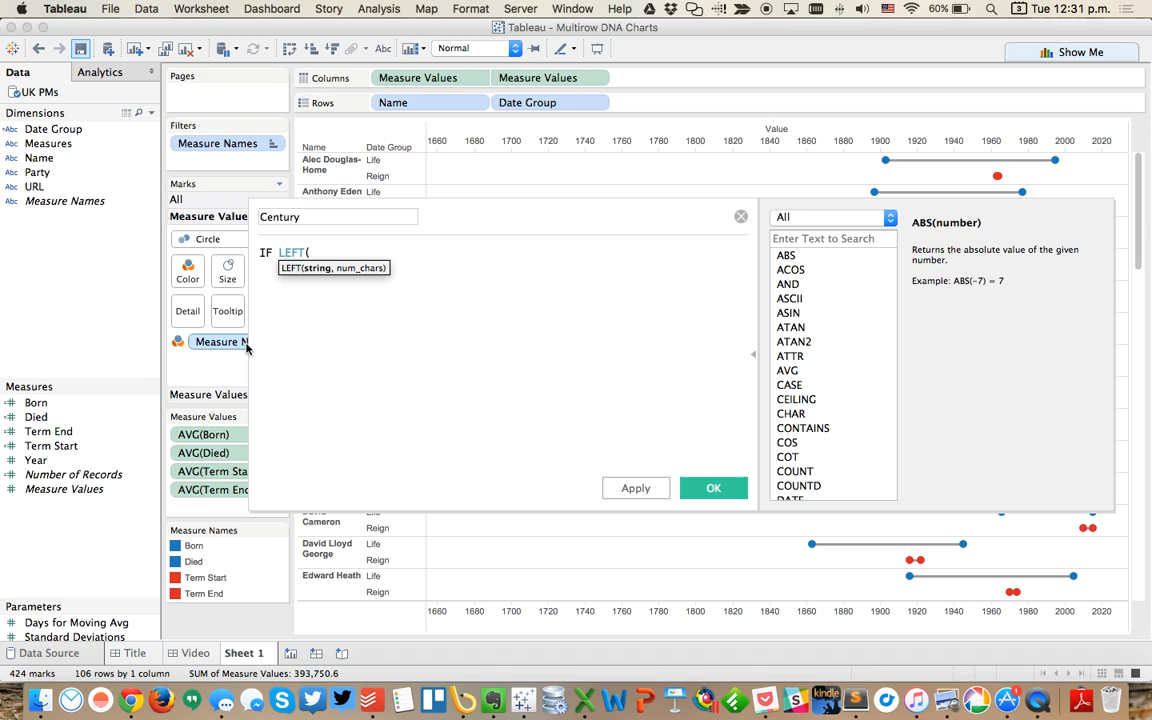 Tableau File Data Worksheet Dashboard Story Analysis Map Format Server Window Help 60% Tue 12:31 p.m.
Tableau - Multirow DNA Charts
Abc Normal Show Me
Data Analytics Pages Columns Measure Values Measure Values
UK PMs Rows Name Date Group
Dimensions
Abc Date Group
Abc Measures
Abc Name
Abc Party
Abc URL
Abc Measure Names
Filters
Measure Names
Marks
All
Measure Value
Circle
Color Size
Detail Tooltip
Measure N
Measure Values
Measure Values
AVG(Born)
AVG(Died)
AVG(Term Sta
AVG(Term End
Measure Names
Born
Died
Term Start
Term End
Measures
Born
Died
Term End
Term Start
Year
Number of Records
Measure Values
Parameters
Days for Moving Avg
Standard Deviations
Value
Name Date Group 1660 1680 1700 1720 1740 1760 1780 1800 1820 1840 1860 1880 1900 1920 1940 1960 1980 2000 2020
Alec Douglas-Home Life
Reign
Anthony Eden Life
Century
IF LEFT(
LEFT(string, num_chars)
Apply OK
All
Enter Text to Search
ABS
ACOS
AND
ASCII
ASIN
ATAN
ATAN2
ATTR
AVG
CASE
CEILING
CHAR
CONTAINS
COS
COT
COUNT
COUNTD
DATE
ABS(number)
Returns the absolute value of the given
number.
Example: ABS(-7) = 7
David Life
Cameron
Reign
David Lloyd Life
George
Reign
Edward Heath Life
Reign
1660 1680 1700 1720 1740 1760 1780 1800 1820 1840 1860 1880 1900 1920 1940 1960 1980 2000 2020
Data Source Title Video Sheet 1
424 marks 106 rows by 1 column SUM of Measure Values: 393,750.6
kindle